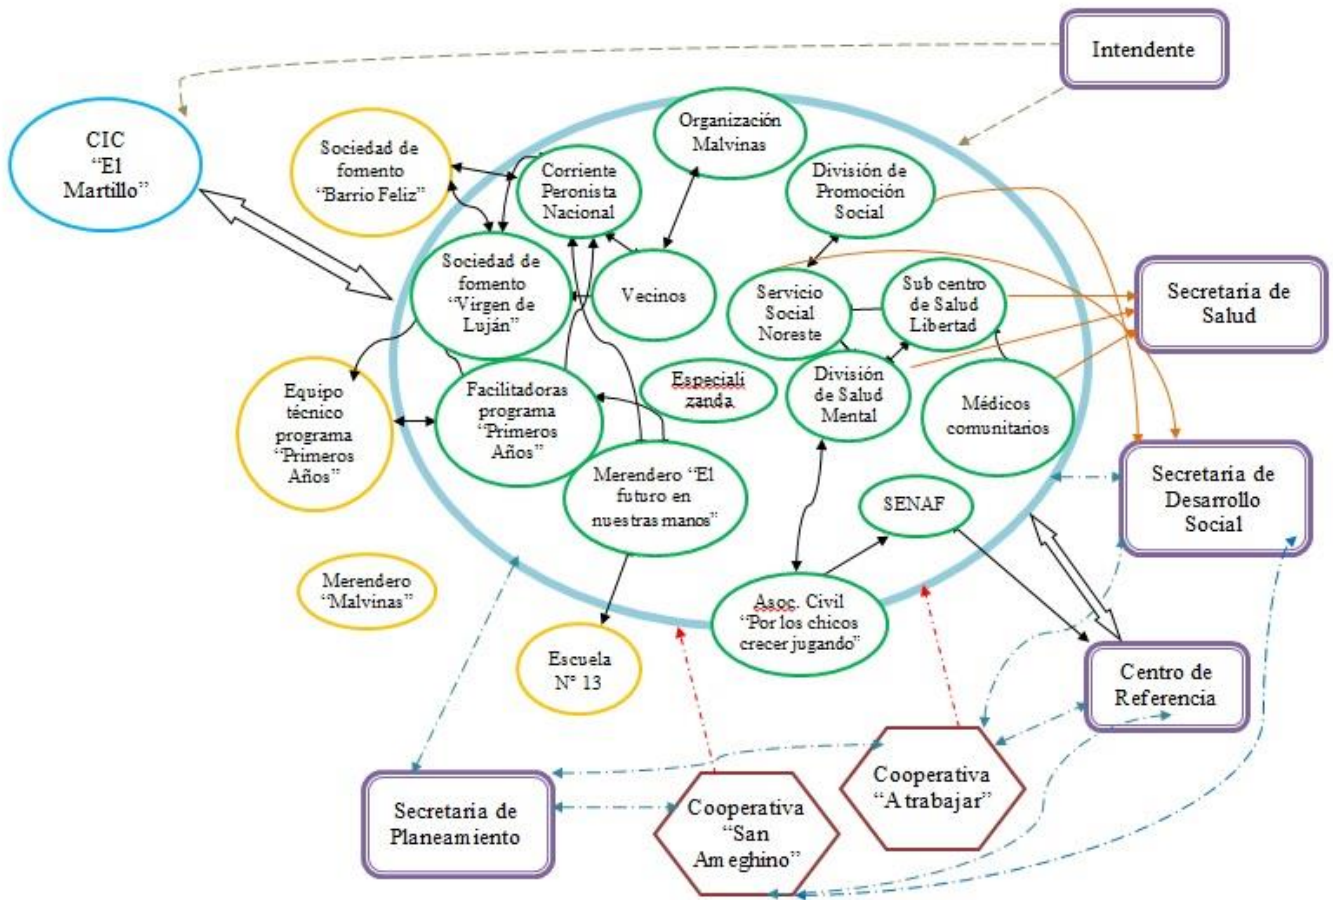 Intendente
CIC
“El
Martillo”
Sociedad de
fomento
“Barrio Feliz”
Corriente
Peronista
Nacional
Organización
Malvinas
División de
Promoción
Social
Sociedad de
fomento
“Virgen de
Luján”
Vecinos
Servicio
Social
Noreste
Sub centro
de Salud
Libertad
Secretaria de
Salud
Equipo
técnico
programa
“Primeros
Años”
Facilitadoras
programa
“Primeros
Años”
Especiali
zanda
División
de Salud
Mental
Médicos
comunitarios
Merendero “El
futuro en
nuestras manos”
SENAF
Secretaria de
Desarrollo
Social
Merendero
“Malvinas”
Escuela
N° 13
Asoc. Civil
“Por los chicos
crecer jugando”
Centro de
Referencia
Secretaria de
Planeamiento
Cooperativa
“San
Ameghino”
Cooperativa
“A trabajar”